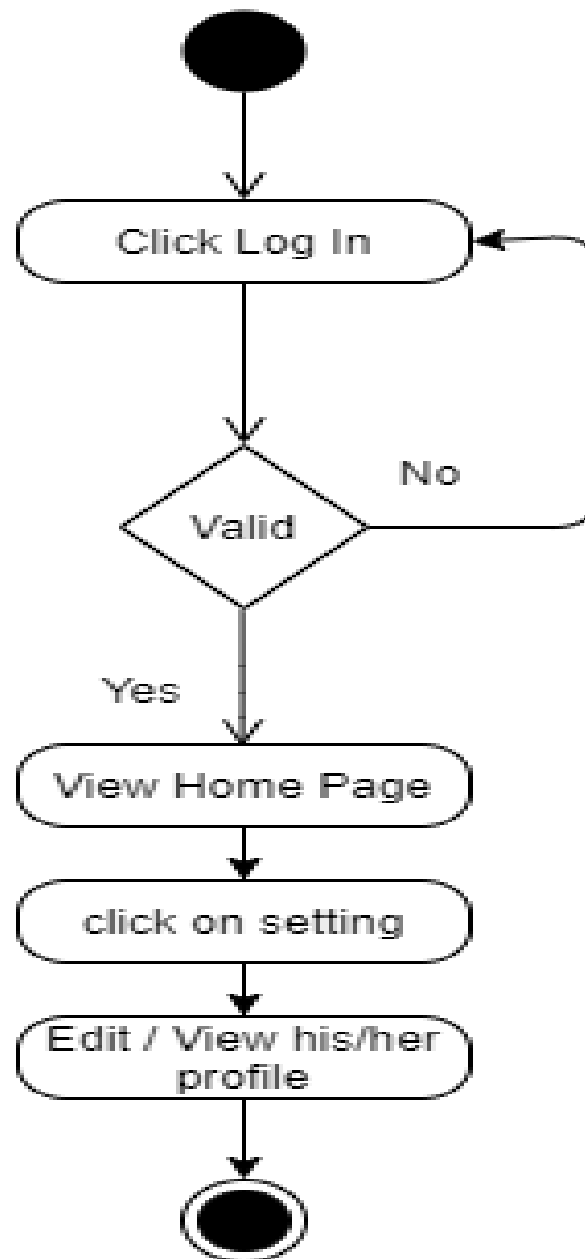 Click Log In
No
Valid
Yes
View Home Page
click on setting
Edit / View his/her
profile